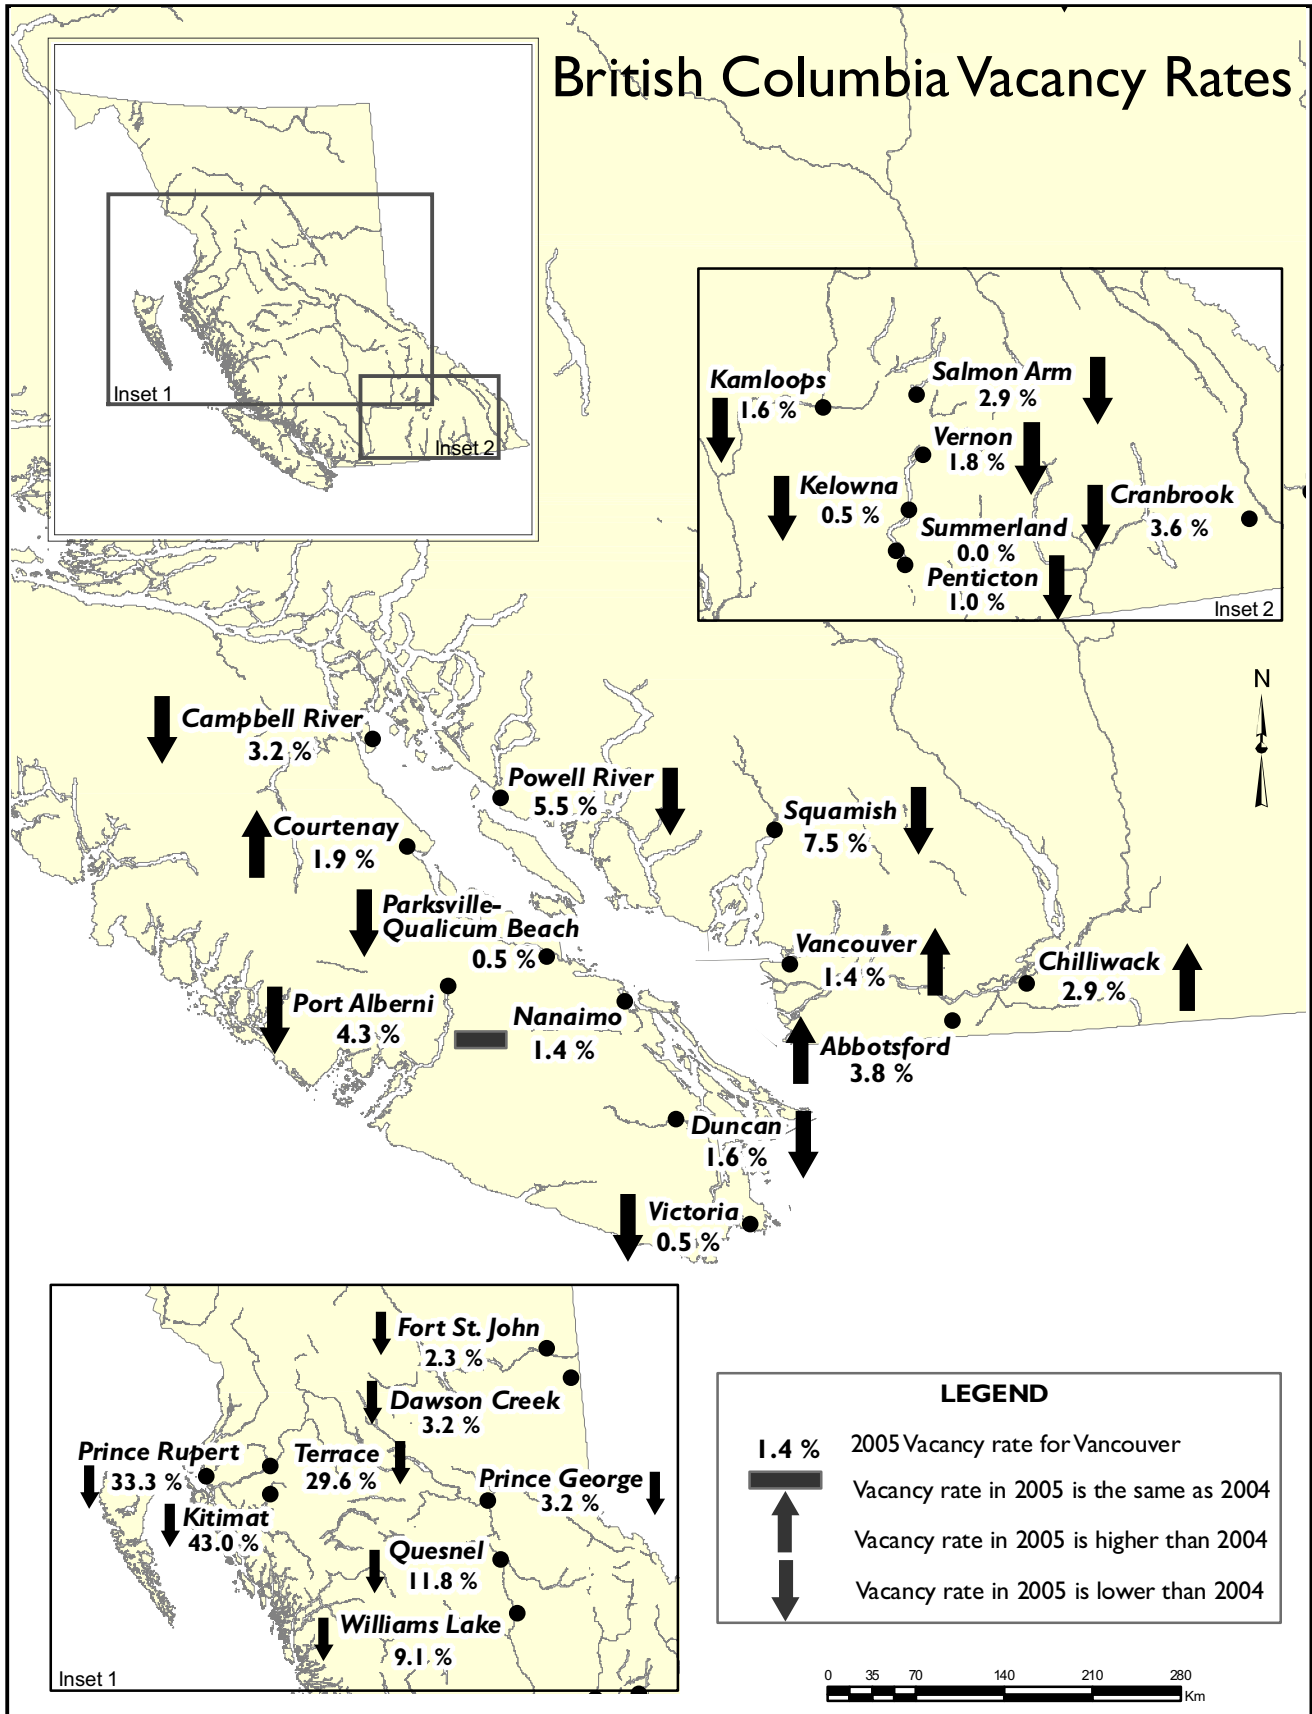 British Columbia Vacancy Rates
Inset 1
Inset 2
Kamloops
1.6 %
Salmon Arm
2.9 %
Vernon
1.8 %
Kelowna
0.5 %
Cranbrook
3.6 %
Summerland
0.0 %
Penticton
1.0 %
Inset 2
N
Campbell River
3.2 %
Powell River
5.5 %
Squamish
7.5 %
Courtenay
1.9 %
Parksville-
Qualicum Beach
0.5 %
Vancouver
1.4 %
Chilliwack
2.9 %
Port Alberni
4.3 %
Nanaimo
1.4 %
Abbotsford
3.8 %
Duncan
1.6 %
Victoria
0.5 %
Fort St. John
2.3 %
Dawson Creek
3.2 %
Prince Rupert
33.3 %
Terrace
29.6 %
Prince George
3.2 %
Kitimat
43.0 %
Quesnel
11.8 %
Williams Lake
9.1 %
Inset 1
LEGEND
1.4 % 2005 Vacancy rate for Vancouver
Vacancy rate in 2005 is the same as 2004
Vacancy rate in 2005 is higher than 2004
Vacancy rate in 2005 is lower than 2004
0 35 70 140 210 280
Km